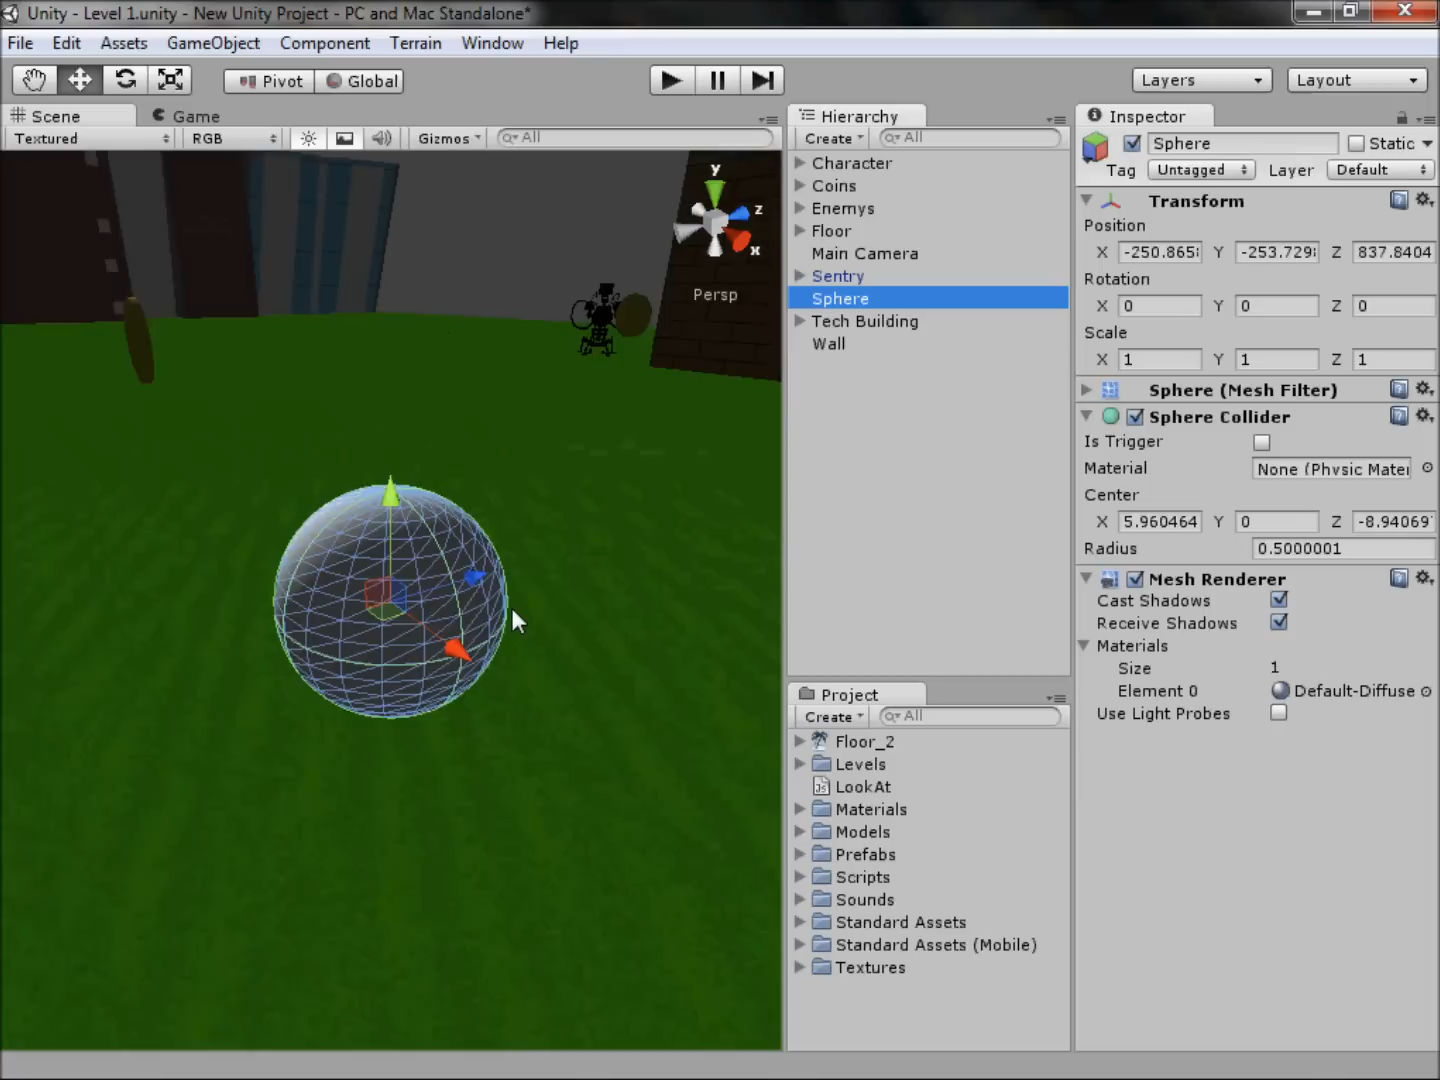 Unity - Level 1.unity - New Unity Project - PC and Mac Standalone*
File Edit Assets GameObject Component Terrain Window Help
Pivot Global Layers Layout
Scene Game
Textured RGB Gizmos All
y
z
x
Persp
Hierarchy
Create All
Character
Coins
Enemys
Floor
Main Camera
Sentry
Sphere
Tech Building
Wall
Project
Create All
Floor_2
Levels
LookAt
Materials
Models
Prefabs
Scripts
Sounds
Standard Assets
Standard Assets (Mobile)
Textures
Inspector
Sphere Static
Tag Untagged Layer Default
Transform
Position
X -250.865 Y -253.729 Z 837.8404
Rotation
X 0 Y 0 Z 0
Scale
X 1 Y 1 Z 1
Sphere (Mesh Filter)
Sphere Collider
Is Trigger
Material None (Physic Mater
Center
X 5.960464 Y 0 Z -8.94069
Radius 0.5000001
Mesh Renderer
Cast Shadows
Receive Shadows
Materials
Size 1
Element 0 Default-Diffuse
Use Light Probes